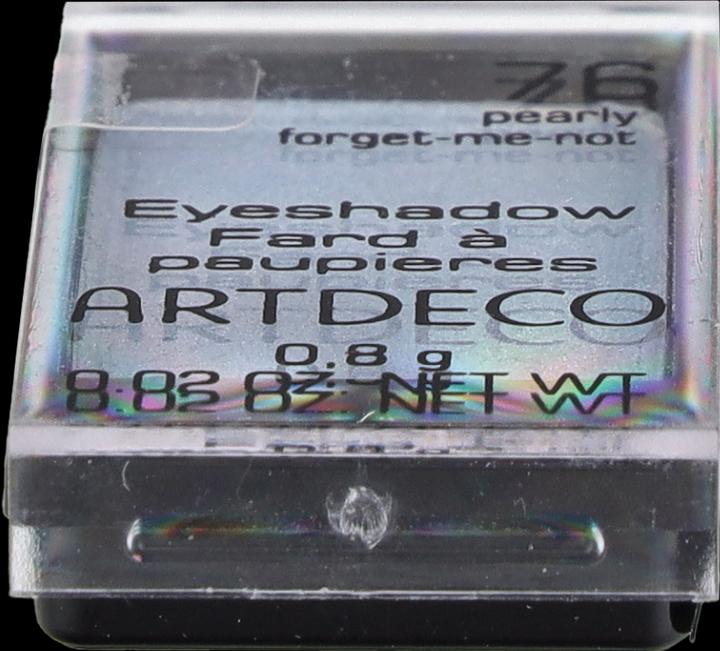 76
pearly
forget-me-not
Eyeshadow
Fard à
paupieres
ARTDECO
0.8 g
0.02 OZ. NET WT